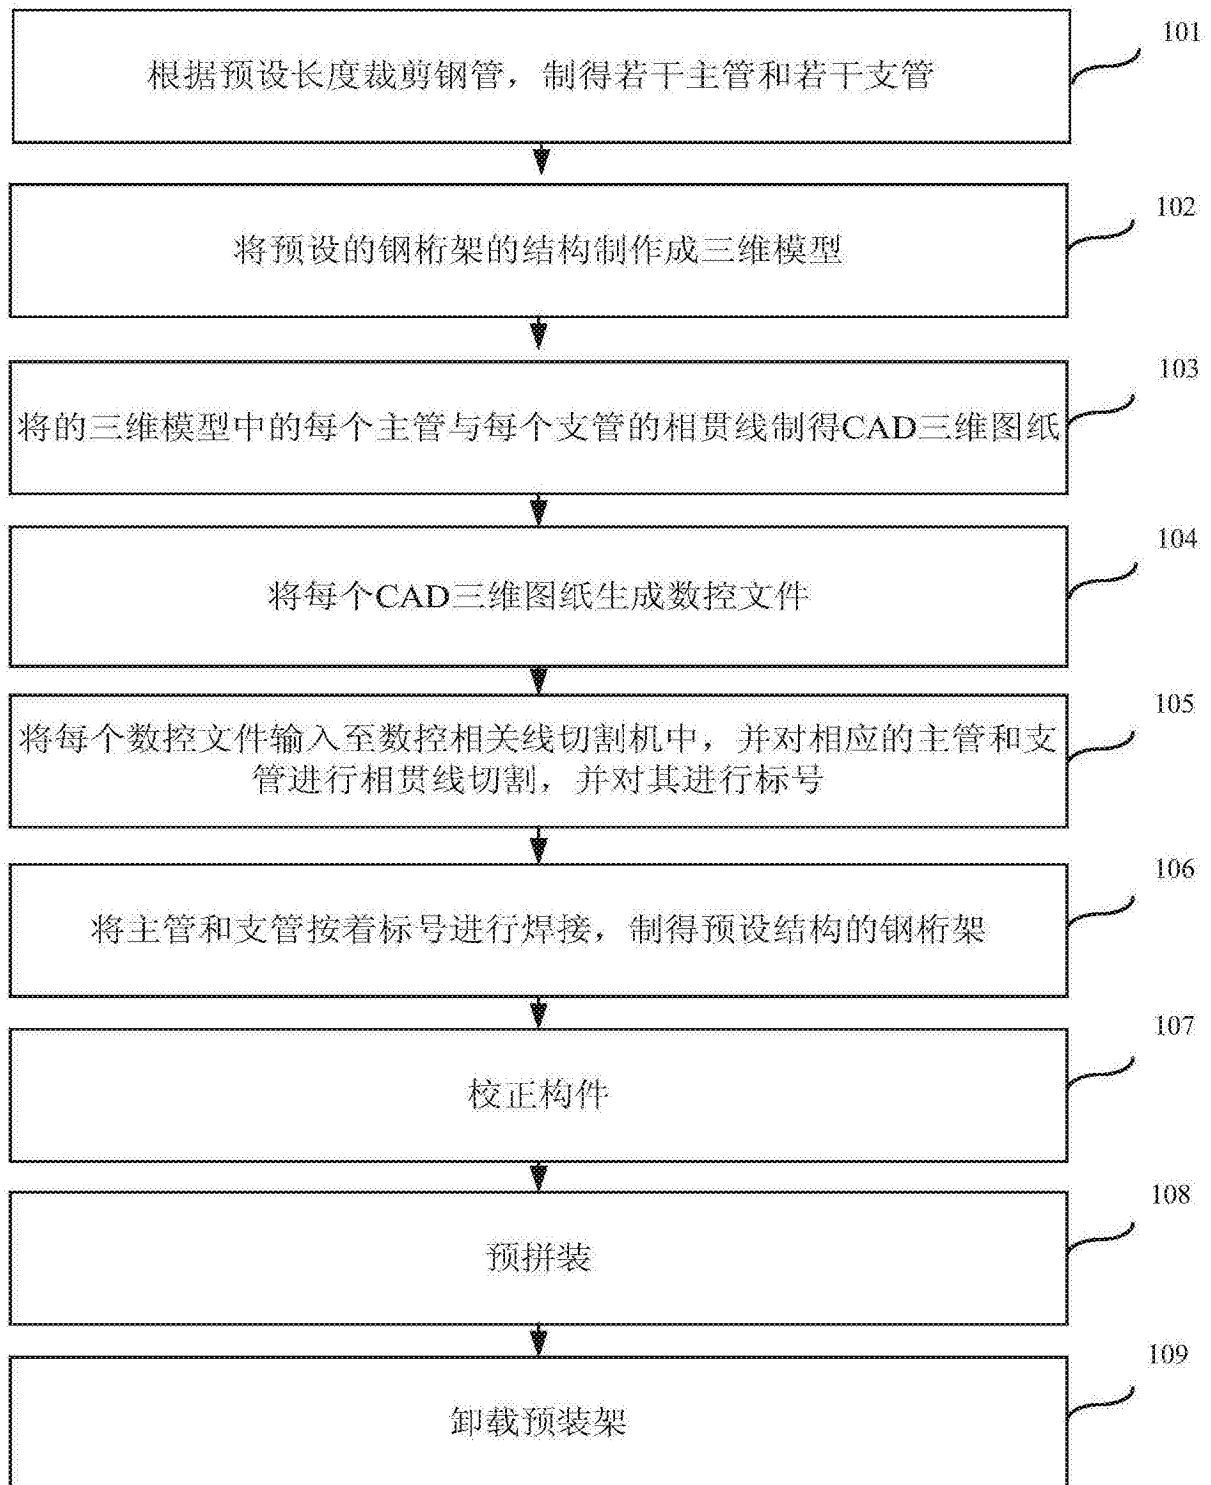 101
根据预设长度裁剪钢管，制得若干主管和若干支管
102
将预设的钢桁架的结构制作成三维模型
103
将的三维模型中的每个主管与每个支管的相贯线制得CAD三维图纸
104
将每个CAD三维图纸生成数控文件
105
将每个数控文件输入至数控相关线切割机中，并对相应的主管和支
管进行相贯线切割，并对其进行标号
106
将主管和支管按着标号进行焊接，制得预设结构的钢桁架
107
校正构件
108
预拼装
109
卸载预装架